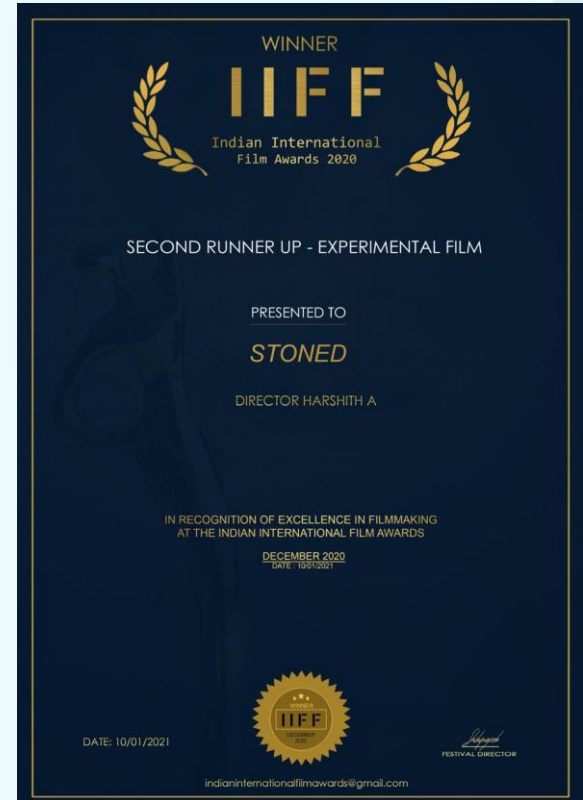 WINNER
IIFF
Indian International
Film Awards 2020
SECOND RUNNER UP - EXPERIMENTAL FILM
PRESENTED TO
STONED
DIRECTOR HARSHITH A
IN RECOGNITION OF EXCELLENCE IN FILMMAKING
AT THE INDIAN INTERNATIONAL FILM AWARDS
DECEMBER 2020
DATE : 10/01/2021
WINNER
IIFF
DECEMBER
2020
DATE: 10/01/2021
FESTIVAL DIRECTOR
indianinternationalfilmawards@gmail.com